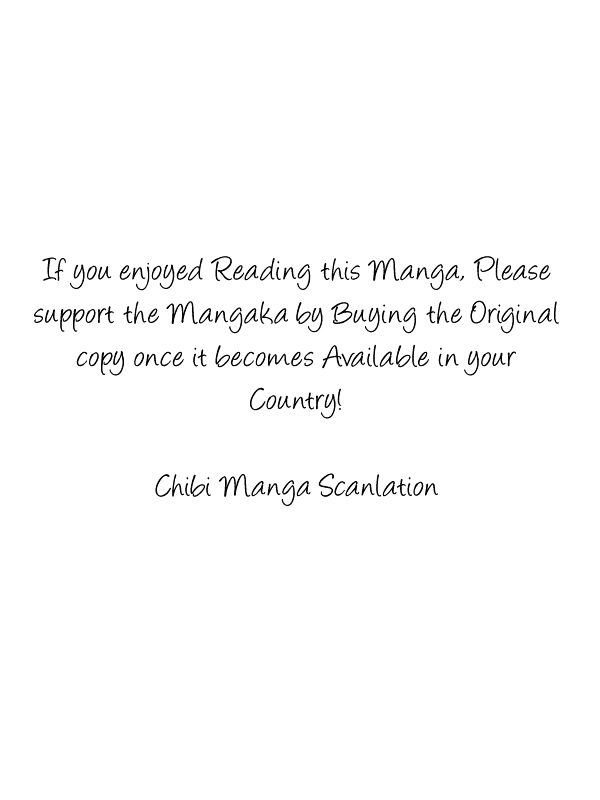 If you enjoyed Reading this Manga, Please
support the Mangaka by Buying the Original
copy once it becomes Available in your
Country!
Chibi Manga Scanlation